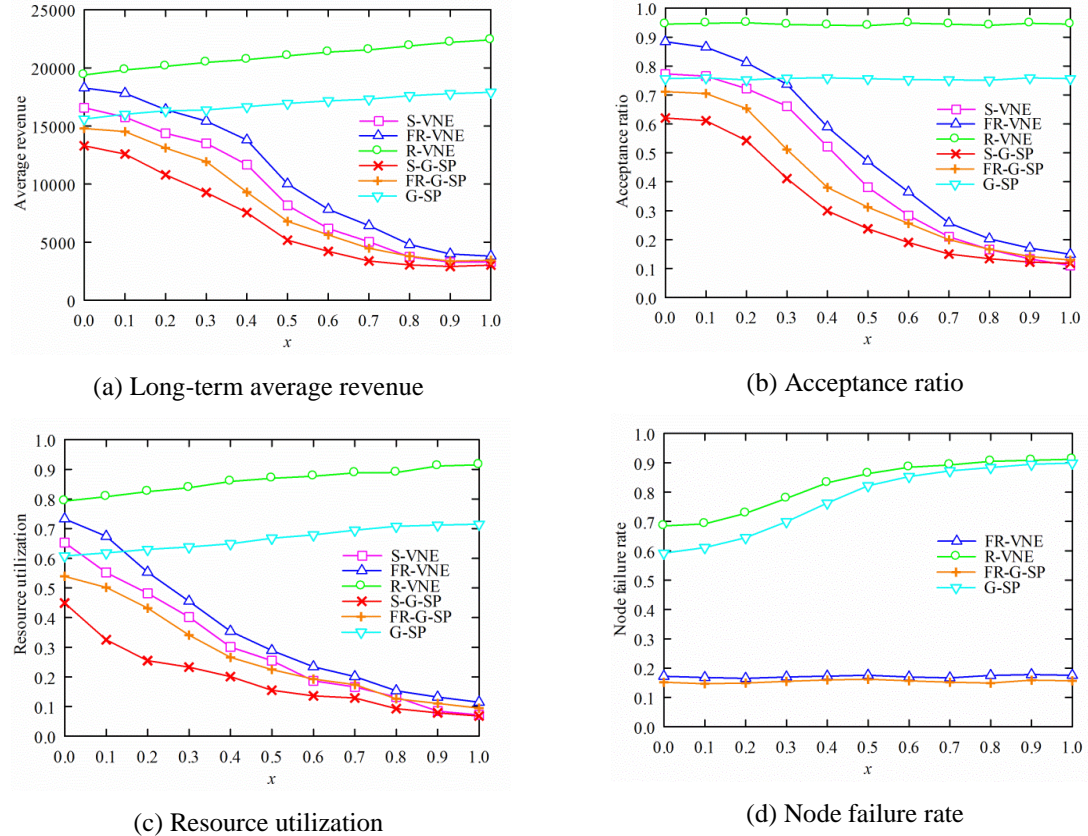 25000
20000
15000
10000
5000
0
Average revenue
S-VNE
FR-VNE
R-VNE
S-G-SP
FR-G-SP
G-SP
0.0 0.1 0.2 0.3 0.4 0.5 0.6 0.7 0.8 0.9 1.0
x
(a) Long-term average revenue
1.0
0.9
0.8
0.7
0.6
0.5
0.4
0.3
0.2
0.1
0.0
Acceptance ratio
S-VNE
FR-VNE
R-VNE
S-G-SP
FR-G-SP
G-SP
0.0 0.1 0.2 0.3 0.4 0.5 0.6 0.7 0.8 0.9 1.0
x
(b) Acceptance ratio
1.0
0.9
0.8
0.7
0.6
0.5
0.4
0.3
0.2
0.1
0.0
Resource utilization
S-VNE
FR-VNE
R-VNE
S-G-SP
FR-G-SP
G-SP
0.0 0.1 0.2 0.3 0.4 0.5 0.6 0.7 0.8 0.9 1.0
x
(c) Resource utilization
1.0
0.9
0.8
0.7
0.6
0.5
0.4
0.3
0.2
0.1
0.0
Node failure rate
FR-VNE
R-VNE
FR-G-SP
G-SP
0.0 0.1 0.2 0.3 0.4 0.5 0.6 0.7 0.8 0.9 1.0
x
(d) Node failure rate